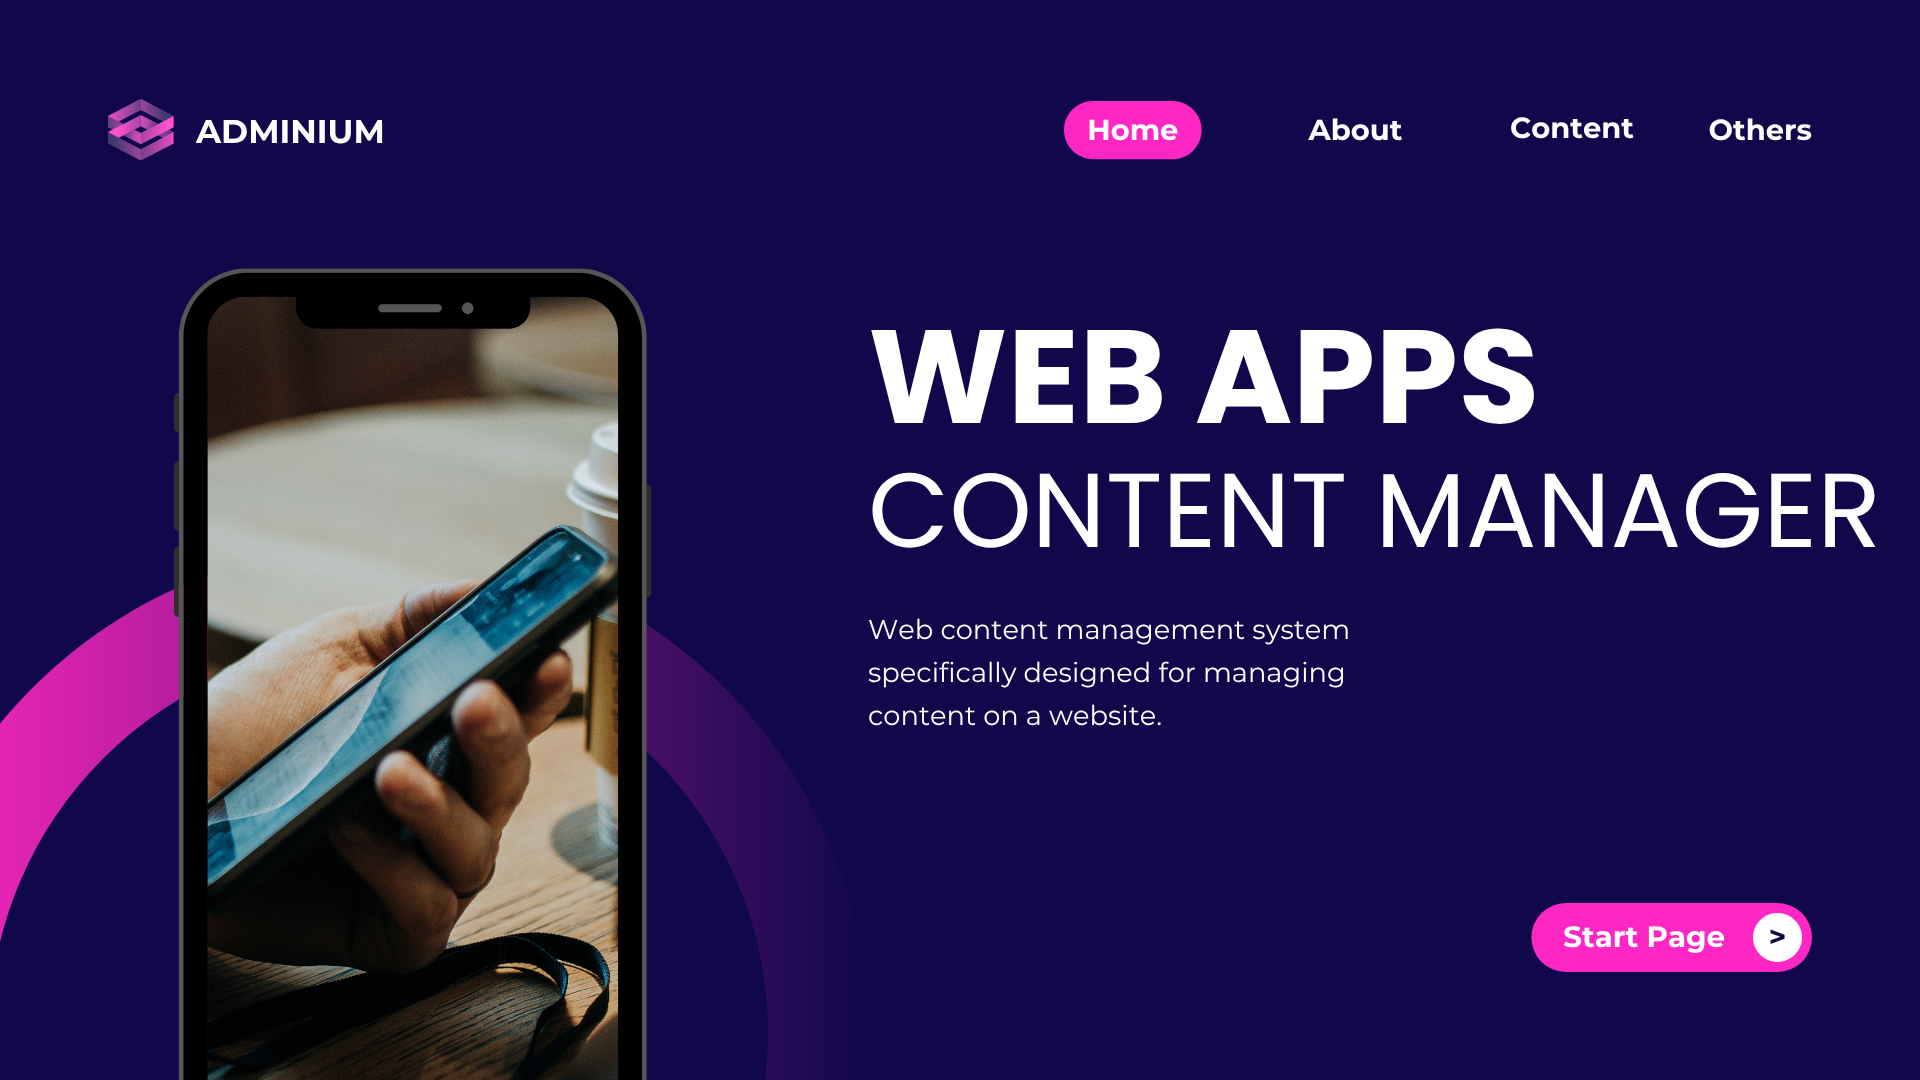 ADMINIUM
Home About Content Others
WEB APPS
CONTENT MANAGER
Web content management system
specifically designed for managing
content on a website.
Start Page >